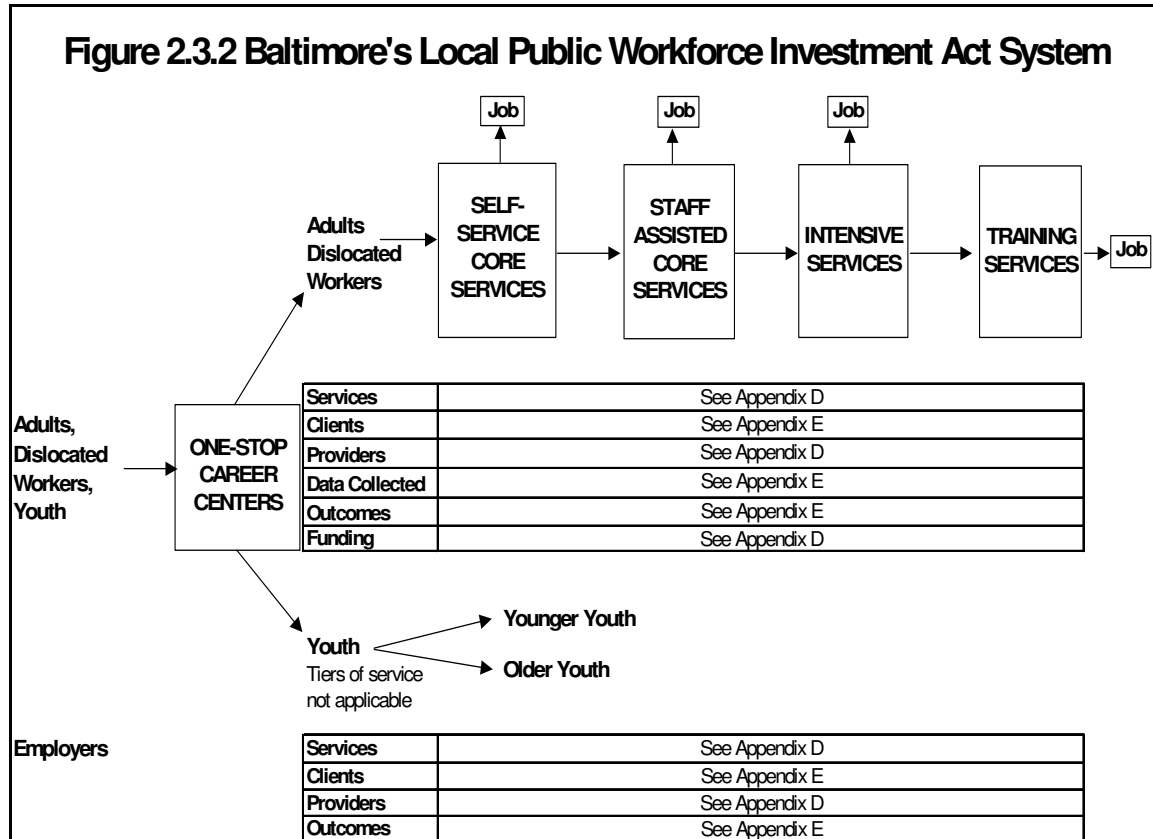 Figure 2.3.2 Baltimore's Local Public Workforce Investment Act System
Job
Job
Job
Adults
Dislocated
Workers
SELF-
SERVICE
CORE
SERVICES
STAFF
ASSISTED
CORE
SERVICES
INTENSIVE
SERVICES
TRAINING
SERVICES
Job
Adults,
Dislocated
Workers,
Youth
ONE-STOP
CAREER
CENTERS
Services See Appendix D
Clients See Appendix E
Providers See Appendix D
Data Collected See Appendix E
Outcomes See Appendix E
Funding See Appendix D
Youth
Tiers of service
not applicable
Younger Youth
Older Youth
Employers
Services See Appendix D
Clients See Appendix E
Providers See Appendix D
Outcomes See Appendix E